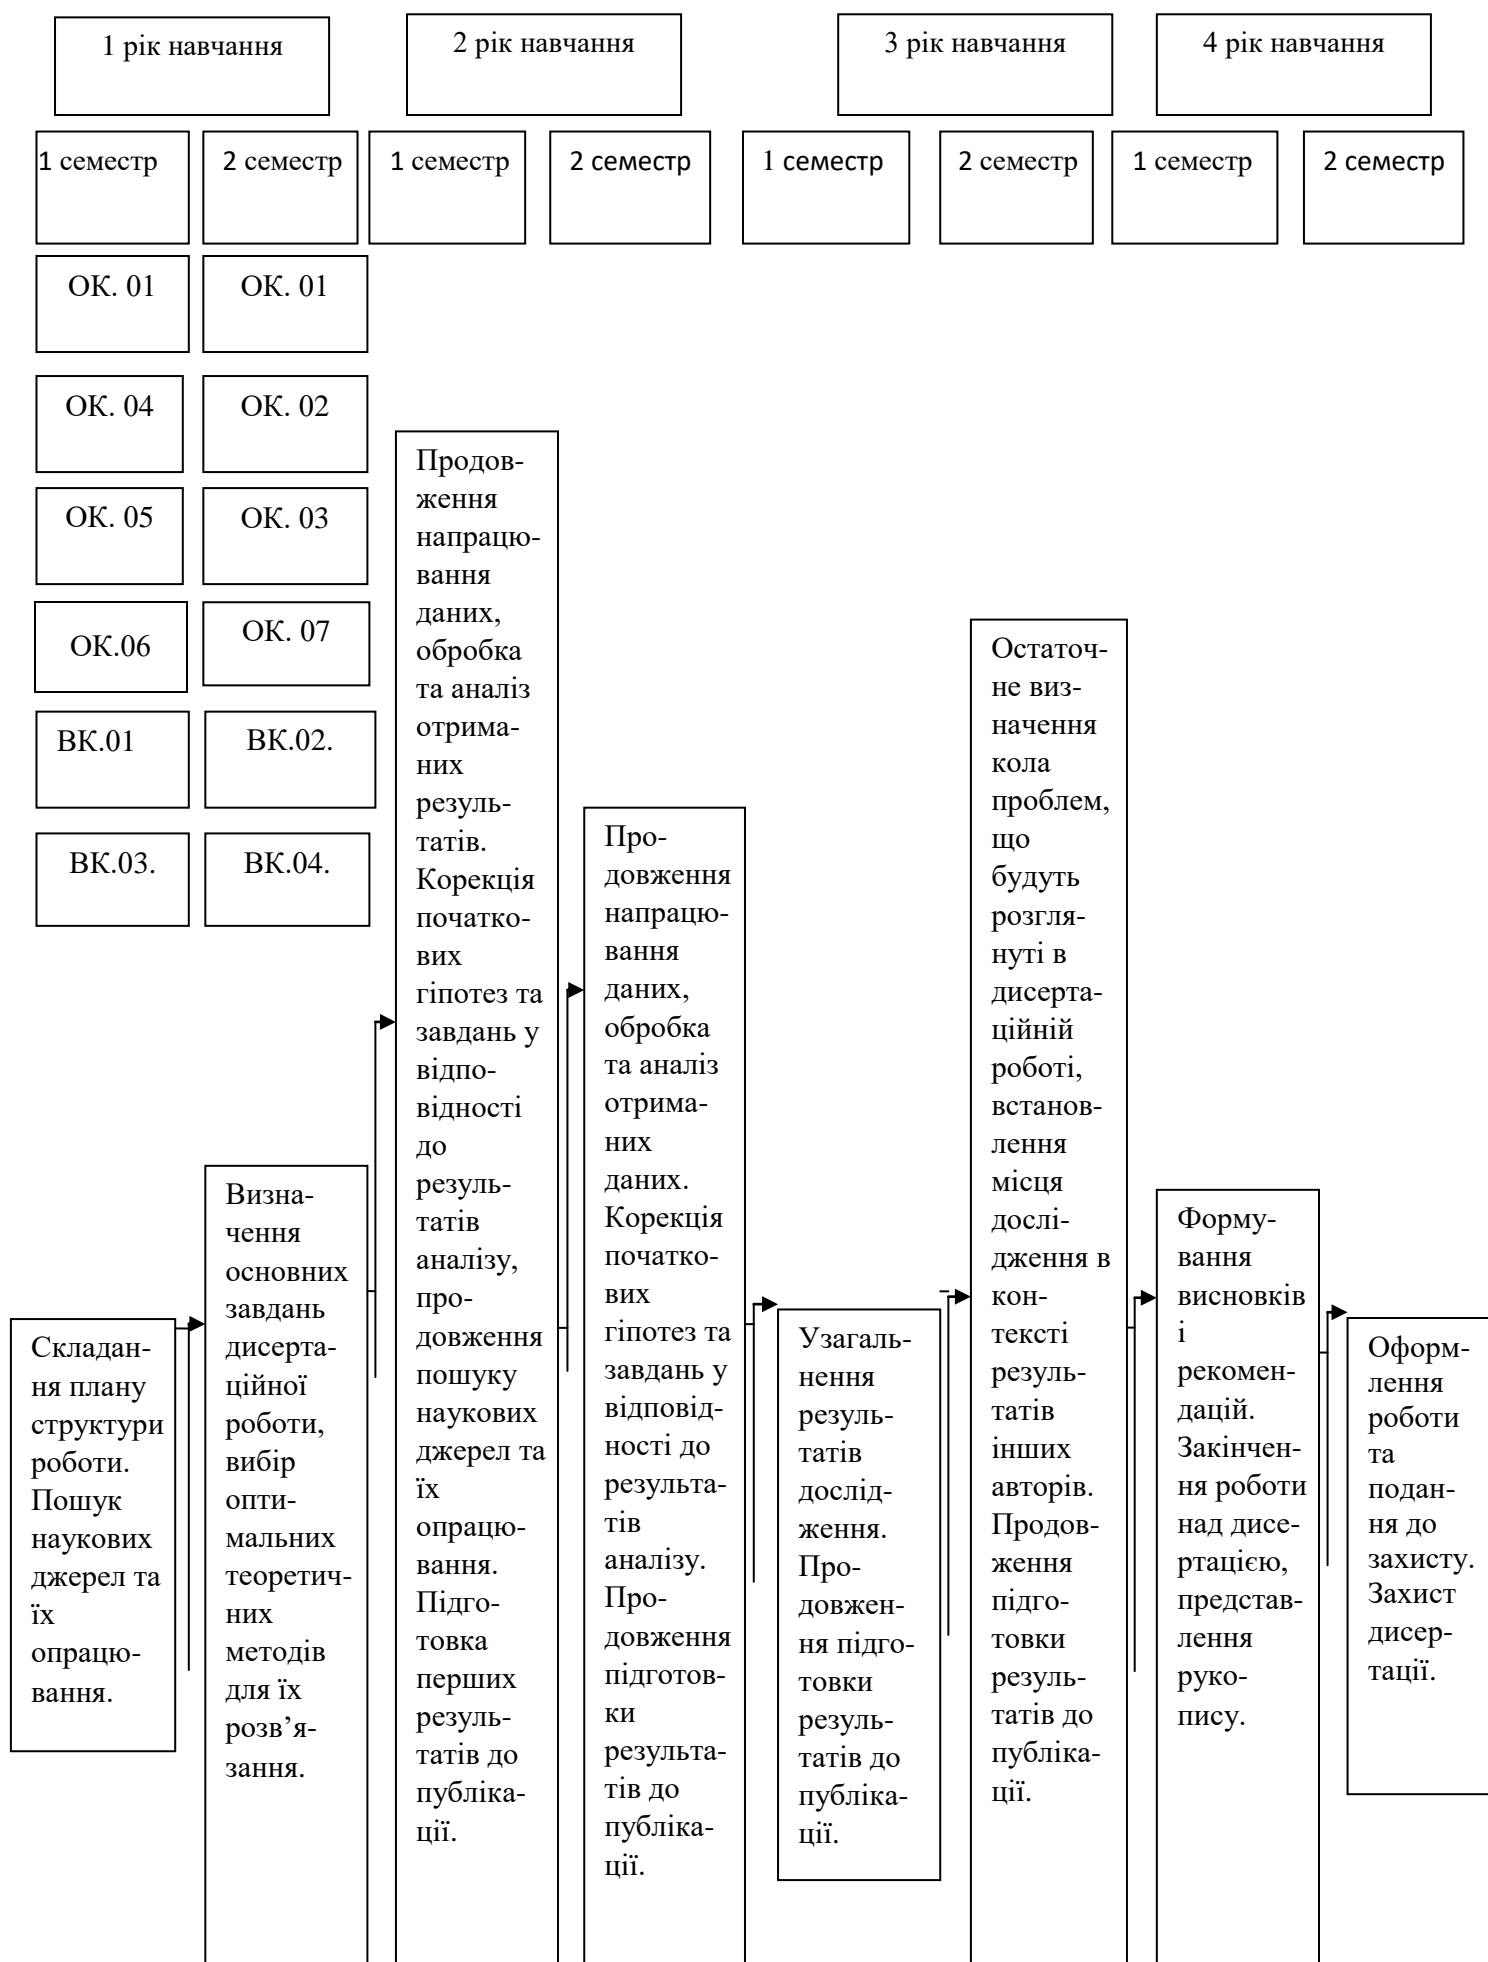 1 рік навчання
2 рік навчання
3 рік навчання
4 рік навчання
1 семестр
2 семестр
1 семестр
2 семестр
1 семестр
2 семестр
1 семестр
2 семестр
ОК. 01
ОК. 01
ОК. 04
ОК. 02
ОК. 05
ОК. 03
ОК.06
ОК. 07
ВК.01
ВК.02.
ВК.03.
ВК.04.
Складан-
ня плану
структури
роботи.
Пошук
наукових
джерел та
їх
опрацю-
вання.
Визна-
чення
основних
завдань
дисерта-
ційної
роботи,
вибір
опти-
мальних
теоретич-
них
методів
для їх
розв’я-
зання.
Продов-
ження
напрацю-
вання
даних,
обробка
та аналіз
отрима-
них
резуль-
татів.
Корекція
початко-
вих
гіпотез та
завдань у
відпо-
відності
до
резуль-
татів
аналізу,
про-
довження
пошуку
наукових
джерел та
їх
опрацю-
вання.
Підго-
товка
перших
резуль-
татів до
публіка-
ції.
Про-
довження
напрацю-
вання
даних,
обробка
та аналіз
отрима-
них
даних.
Корекція
початко-
вих
гіпотез та
завдань у
відповід-
ності до
результа-
тів
аналізу.
Про-
довження
підготов-
ки
результа-
тів до
публіка-
ції.
Узагаль-
нення
резуль-
татів
дослід-
ження.
Про-
довжен-
ня підго-
товки
резуль-
татів до
публіка-
ції.
Остаточ-
не виз-
начення
кола
проблем,
що
будуть
розгля-
нуті в
дисерта-
ційній
роботі,
встанов-
лення
місця
дослі-
дження в
кон-
тексті
резуль-
татів
інших
авторів.
Продов-
ження
підго-
товки
резуль-
татів до
публіка-
ції.
Форму-
вання
висновків
і
рекомен-
дацій.
Закінчен-
ня роботи
над дисе-
ртацією,
представ-
лення
руко-
пису.
Оформ-
лення
роботи
та
подан-
ня до
захисту.
Захист
дисер-
тації.